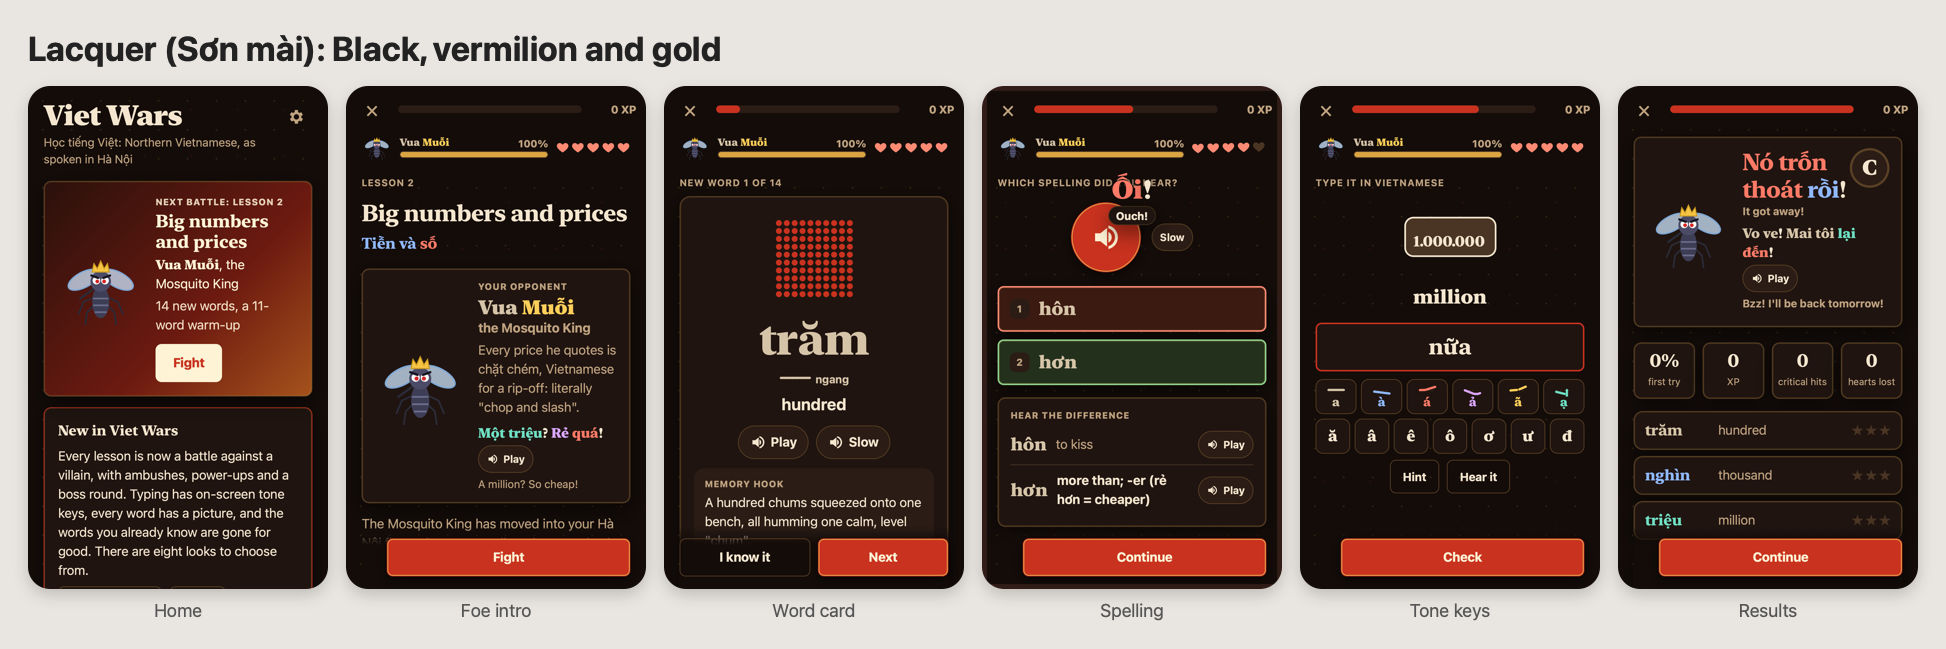 Lacquer (Sơn mài): Black, vermilion and gold
Viet Wars
Học tiếng Việt: Northern Vietnamese, as
spoken in Hà Nội
NEXT BATTLE: LESSON 2
Big numbers
and prices
Vua Muỗi, the
Mosquito King
14 new words, a 11-
word warm-up
Fight
New in Viet Wars
Every lesson is now a battle against a
villain, with ambushes, power-ups and a
boss round. Typing has on-screen tone
keys, every word has a picture, and the
words you already know are gone for
good. There are eight looks to choose
from.
Home
0 XP
Vua Muỗi
100%
LESSON 2
Big numbers and prices
Tiền và số
YOUR OPPONENT
Vua Muỗi
the Mosquito King
Every price he quotes is
chặt chém, Vietnamese
for a rip-off: literally
"chop and slash".
Một triệu? Rẻ quá!
Play
A million? So cheap!
The Mosquito King has moved into your Hà
Fight
Foe intro
0 XP
Vua Muỗi
100%
NEW WORD 1 OF 14
trăm
ngang
hundred
Play
Slow
MEMORY HOOK
A hundred chums squeezed onto one
bench, all humming one calm, level
"chum"
I know it
Next
Word card
0 XP
Vua Muỗi
100%
WHICH SPELLING DID EAR?
Ối!
Ouch!
Slow
1 hôn
2 hơn
HEAR THE DIFFERENCE
hôn to kiss
Play
hơn more than; -er (rẻ
hơn = cheaper)
Play
Continue
Spelling
0 XP
Vua Muỗi
100%
TYPE IT IN VIETNAMESE
1.000.000
million
nữa
a à á ả ã ạ
ă â ê ô ơ ư đ
Hint
Hear it
Check
Tone keys
0 XP
Nó trốn
thoát rồi!
C
It got away!
Vo ve! Mai tôi lại
đến!
Play
Bzz! I'll be back tomorrow!
0% 0 0 0
first try XP critical hits hearts lost
trăm hundred ★★★
nghìn thousand ★★★
triệu million ★★★
Continue
Results